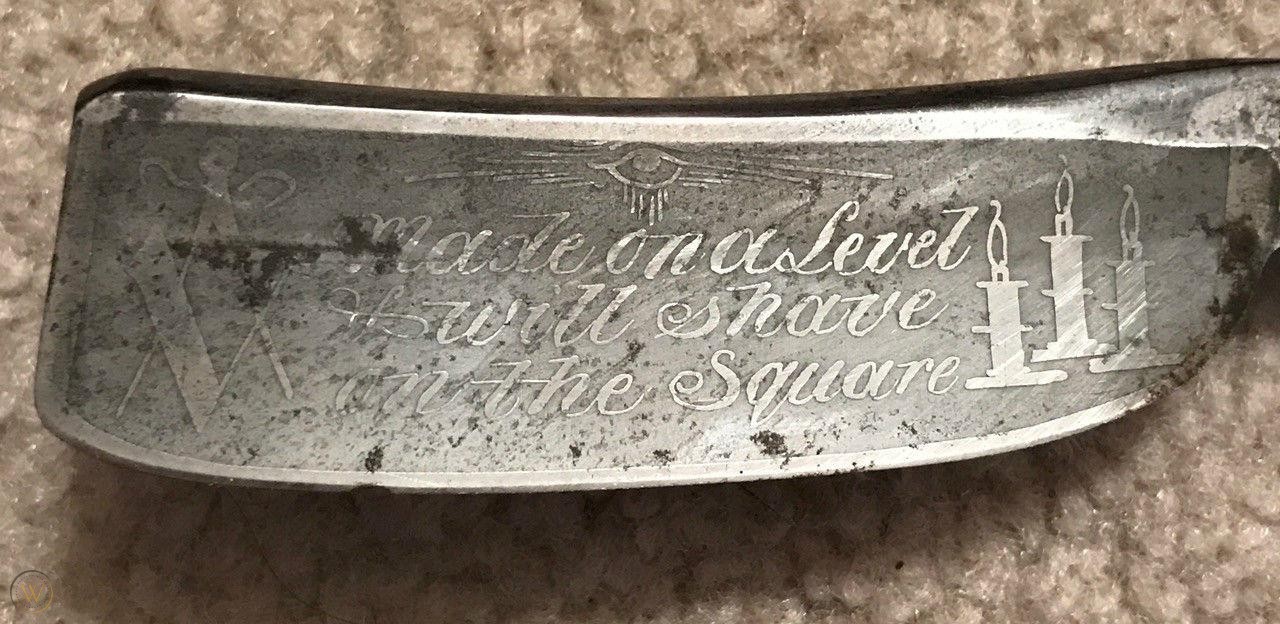 Made on a Level
& will shave
on the Square